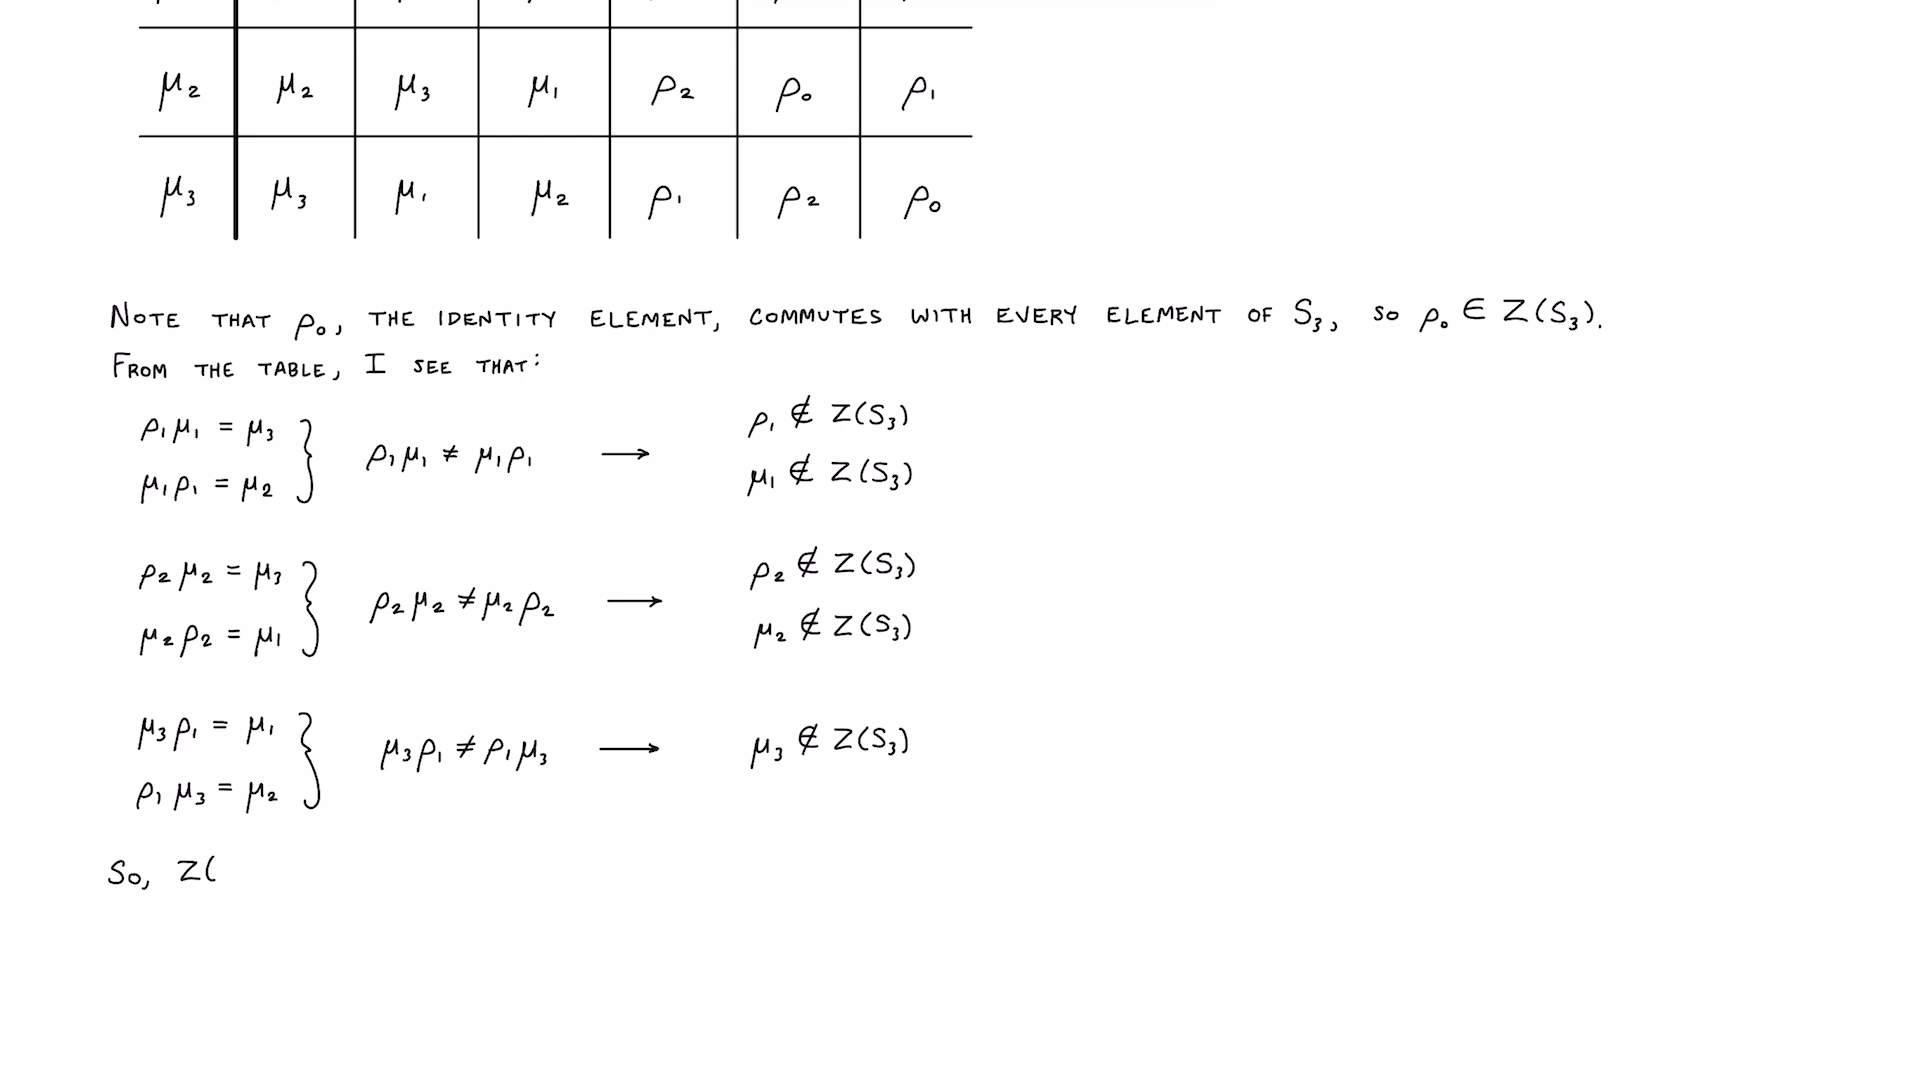 μ₂ μ₂ μ₃ μ₁ ρ₂ ρ₀ ρ₁
μ₃ μ₃ μ₁ μ₂ ρ₁ ρ₂ ρ₀
NOTE THAT ρ₀, THE IDENTITY ELEMENT, COMMUTES WITH EVERY ELEMENT OF S₃, SO ρ₀ ∈ Z(S₃).
FROM THE TABLE, I SEE THAT:
ρ₁μ₁ = μ₃
μ₁ρ₁ = μ₂
} ρ₁μ₁ ≠ μ₁ρ₁ → ρ₁ ∉ Z(S₃)
μ₁ ∉ Z(S₃)
ρ₂μ₂ = μ₃
μ₂ρ₂ = μ₁
} ρ₂μ₂ ≠ μ₂ρ₂ → ρ₂ ∉ Z(S₃)
μ₂ ∉ Z(S₃)
μ₃ρ₁ = μ₁
ρ₁μ₃ = μ₂
} μ₃ρ₁ ≠ ρ₁μ₃ → μ₃ ∉ Z(S₃)
SO, Z(